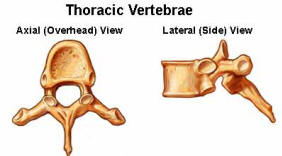 Thoracic Vertebrae
Axial (Overhead) View Lateral (Side) View